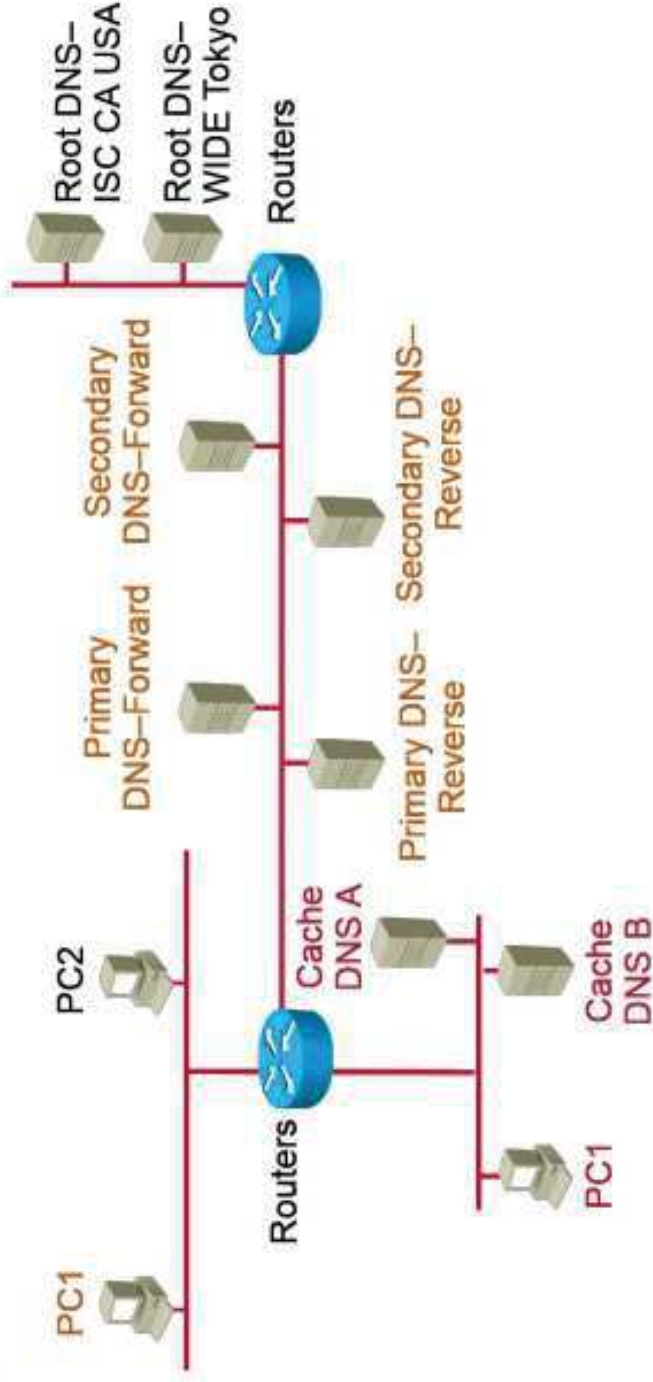 PC1
PC2
Primary
DNS–Forward
Secondary
DNS–Forward
Root DNS–
ISC CA USA
Root DNS–
WIDE Tokyo
Routers
Routers
Cache
DNS A
Primary DNS–
Reverse
Secondary DNS–
Reverse
PC1
Cache
DNS B